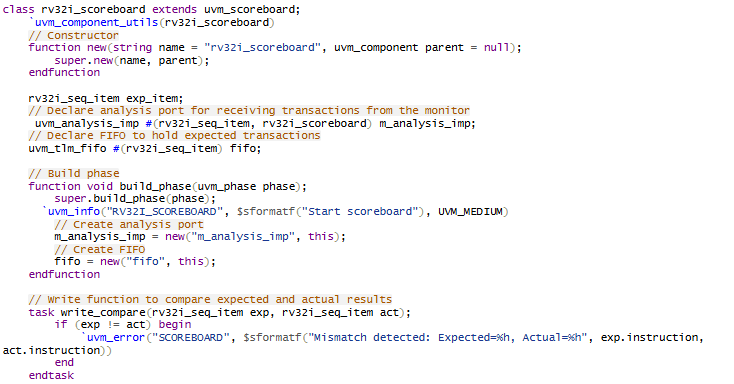 class rv32i_scoreboard extends uvm_scoreboard;
`uvm_component_utils(rv32i_scoreboard)
// Constructor
function new(string name = "rv32i_scoreboard", uvm_component parent = null);
super.new(name, parent);
endfunction
rv32i_seq_item exp_item;
// Declare analysis port for receiving transactions from the monitor
uvm_analysis_imp #(rv32i_seq_item, rv32i_scoreboard) m_analysis_imp;
// Declare FIFO to hold expected transactions
uvm_tlm_fifo #(rv32i_seq_item) fifo;
// Build phase
function void build_phase(uvm_phase phase);
super.build_phase(phase);
`uvm_info("RV32I_SCOREBOARD", $sformatf("Start scoreboard"), UVM_MEDIUM)
// Create analysis port
m_analysis_imp = new("m_analysis_imp", this);
// Create FIFO
fifo = new("fifo", this);
endfunction
// Write function to compare expected and actual results
task write_compare(rv32i_seq_item exp, rv32i_seq_item act);
if (exp != act) begin
`uvm_error("SCOREBOARD", $sformatf("Mismatch detected: Expected=%h, Actual=%h", exp.instruction,
act.instruction))
end
endtask